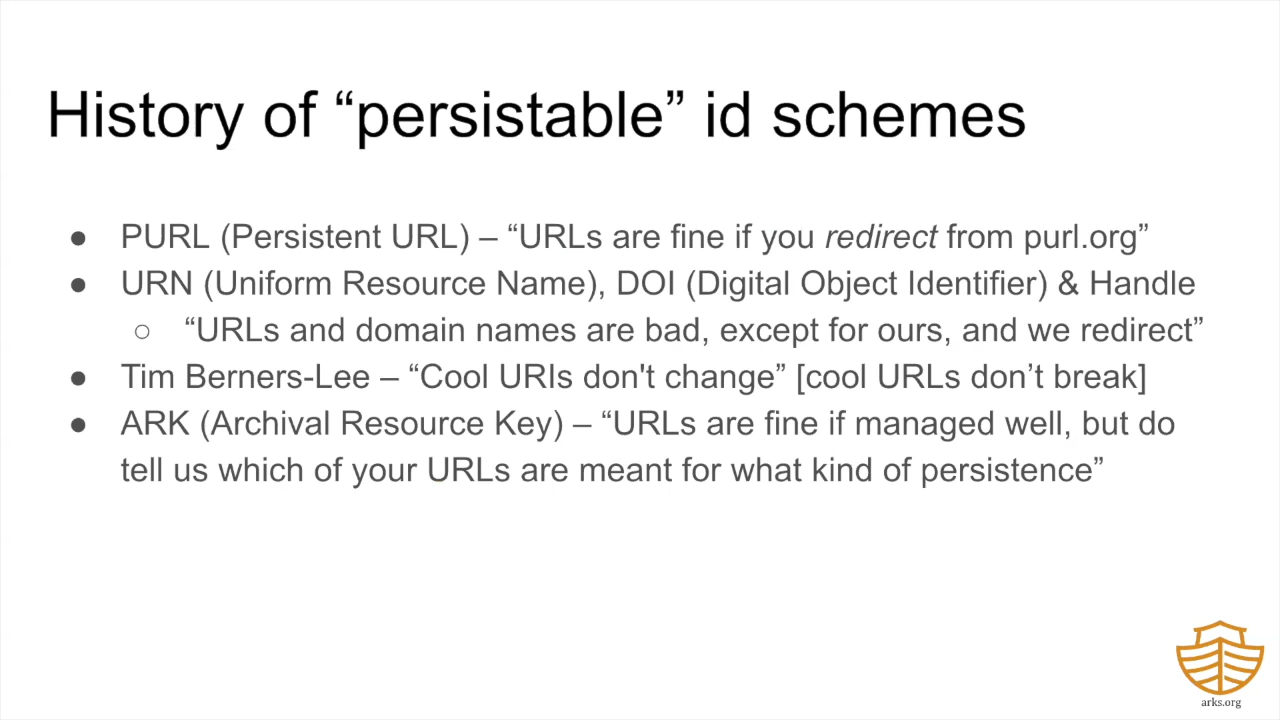 History of “persistable” id schemes
● PURL (Persistent URL) – “URLs are fine if you redirect from purl.org”
● URN (Uniform Resource Name), DOI (Digital Object Identifier) & Handle
○ “URLs and domain names are bad, except for ours, and we redirect”
● Tim Berners-Lee – “Cool URIs don't change” [cool URLs don’t break]
● ARK (Archival Resource Key) – “URLs are fine if managed well, but do
tell us which of your URLs are meant for what kind of persistence”
arks.org